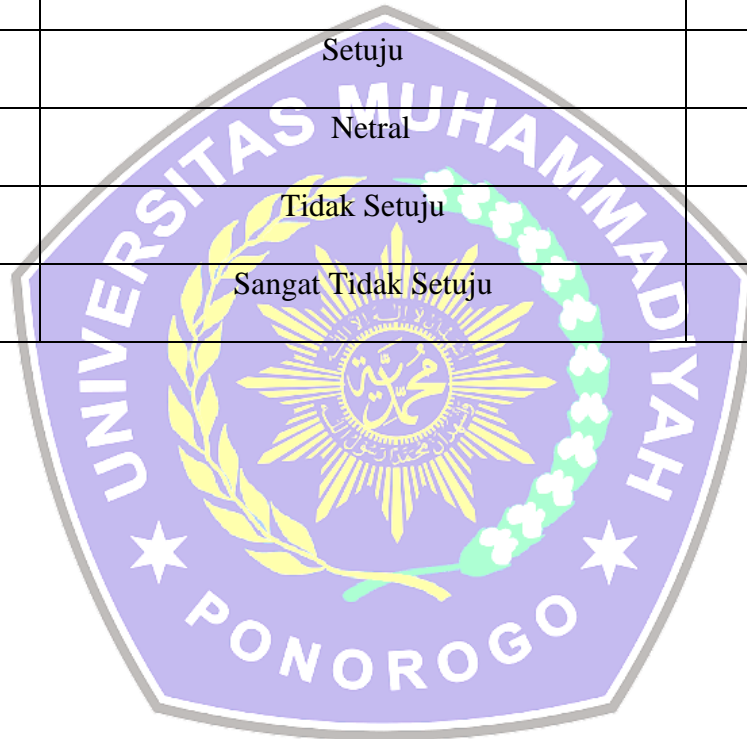 Setuju
Netral
Tidak Setuju
Sangat Tidak Setuju
UNIVERSITAS MUHAMMADIYAH
PONOROGO